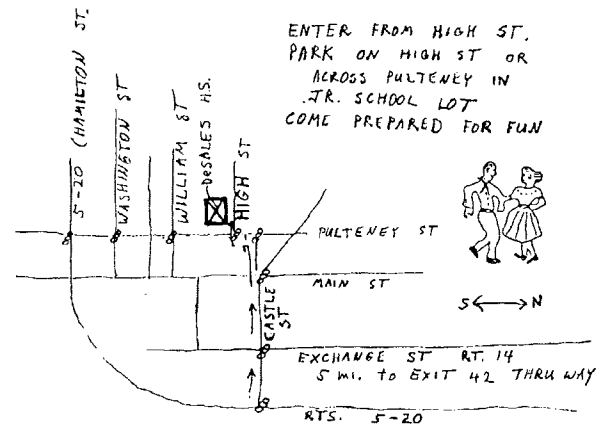 ENTER FROM HIGH ST.
PARK ON HIGH ST OR
ACROSS PULTENEY IN
JR. SCHOOL LOT
COME PREPARED FOR FUN
5-20 (HAMILTON ST.
WASHINGTON ST
WILLIAM ST
DeSALES H.S.
HIGH ST
PULTENEY ST
MAIN ST
S N
CASTLE ST
EXCHANGE ST RT. 14
5 MI. TO EXIT 42 THRU WAY
RTS. 5-20